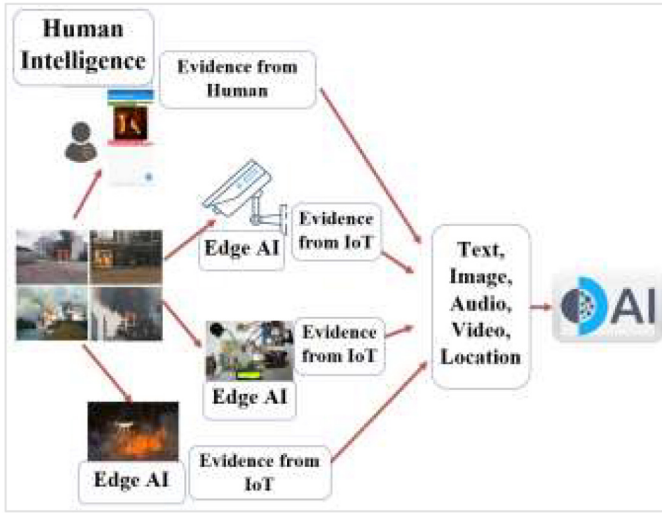 Human
Intelligence
Evidence from
Human
Edge AI
Evidence
from IoT
Text,
Image,
Audio,
Video,
Location
AI
Evidence
from IoT
Edge AI
Edge AI
Evidence from
IoT